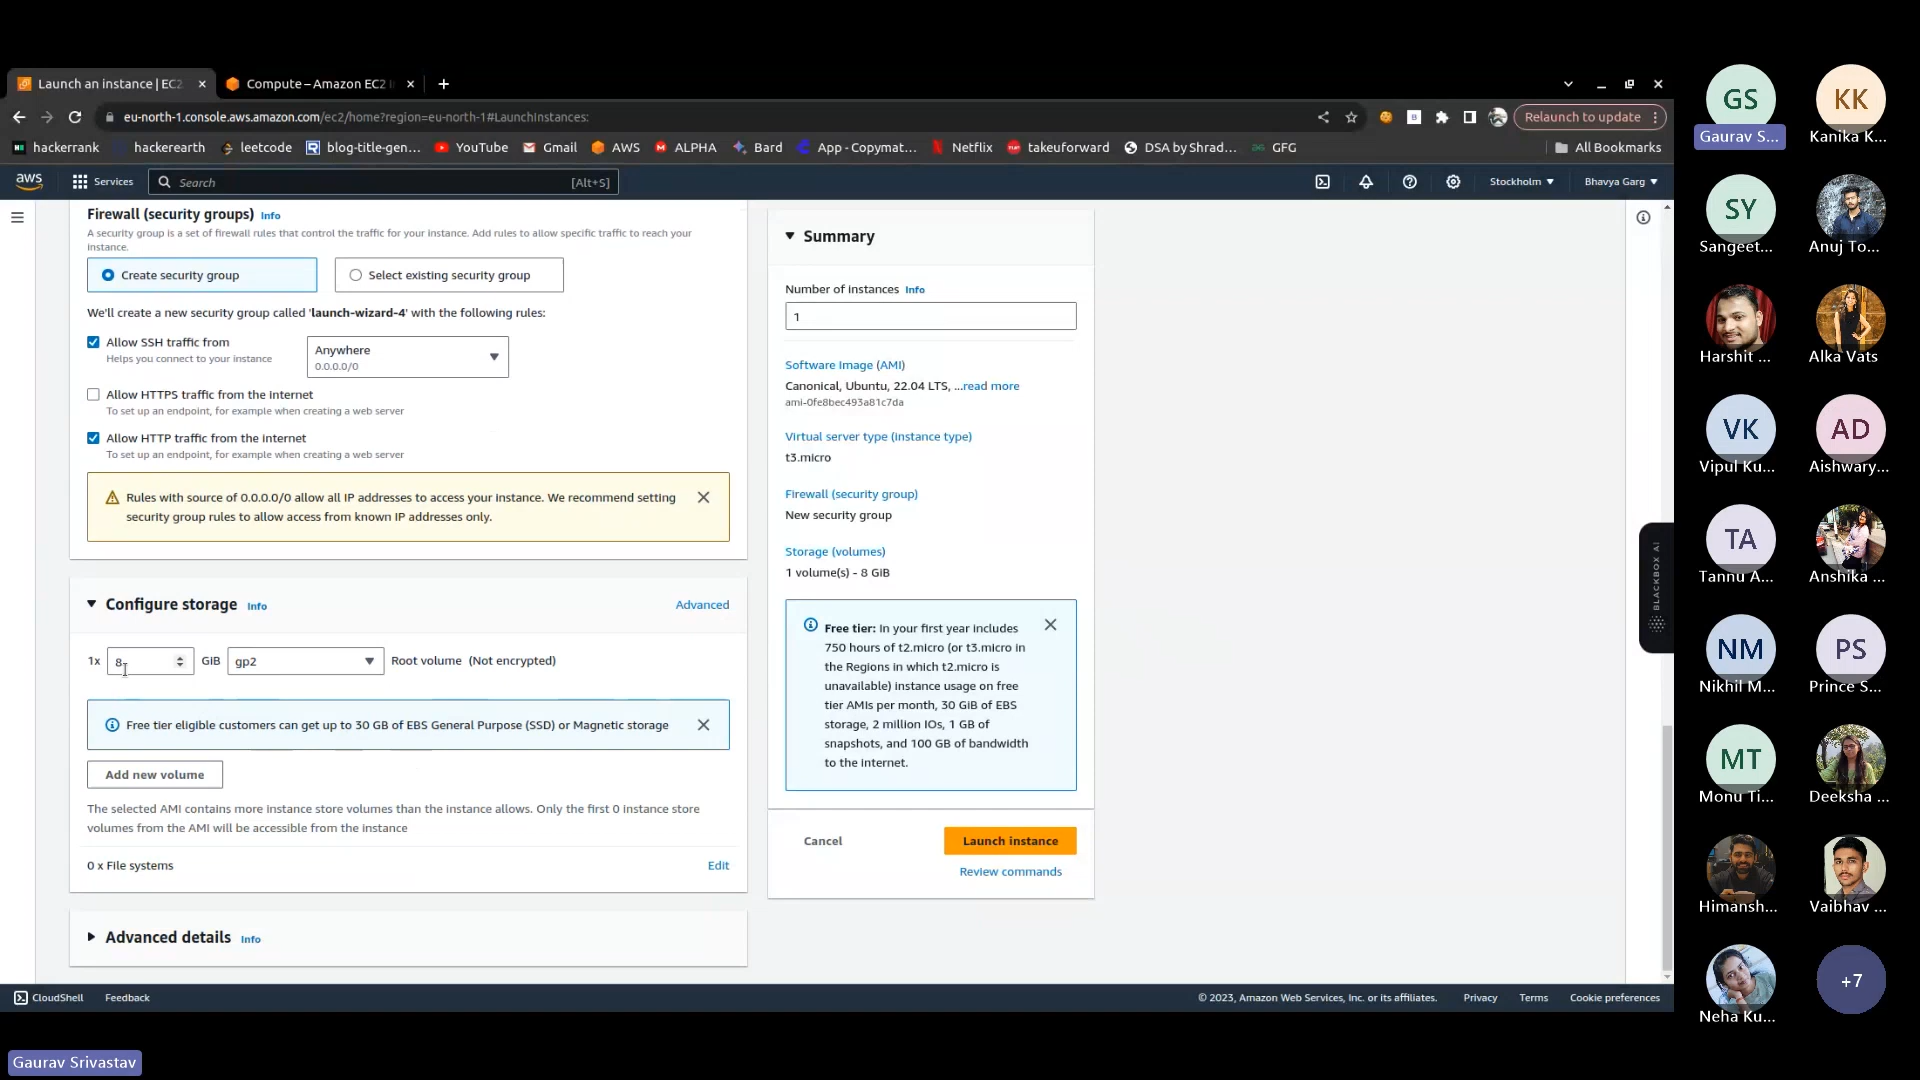 Launch an instance | EC2
Compute – Amazon EC2 I
eu-north-1.console.aws.amazon.com/ec2/home?region=eu-north-1#LaunchInstances:
Relaunch to update
hackerrank
hackerearth
leetcode
blog-title-gen...
YouTube
Gmail
AWS
ALPHA
Bard
App - Copymat...
Netflix
takeuforward
DSA by Shrad...
GFG
All Bookmarks
aws
Services
Search
[Alt+S]
Stockholm
Bhavya Garg
Firewall (security groups) Info
A security group is a set of firewall rules that control the traffic for your instance. Add rules to allow specific traffic to reach your
instance.
Create security group
Select existing security group
We'll create a new security group called 'launch-wizard-4' with the following rules:
Allow SSH traffic from
Helps you connect to your instance
Anywhere
0.0.0.0/0
Allow HTTPS traffic from the internet
To set up an endpoint, for example when creating a web server
Allow HTTP traffic from the internet
To set up an endpoint, for example when creating a web server
Rules with source of 0.0.0.0/0 allow all IP addresses to access your instance. We recommend setting
security group rules to allow access from known IP addresses only.
Configure storage Info
Advanced
1x 8 GiB gp2 Root volume (Not encrypted)
Free tier eligible customers can get up to 30 GB of EBS General Purpose (SSD) or Magnetic storage
Add new volume
The selected AMI contains more instance store volumes than the instance allows. Only the first 0 instance store
volumes from the AMI will be accessible from the instance
0 x File systems
Edit
Advanced details Info
Summary
Number of instances Info
1
Software Image (AMI)
Canonical, Ubuntu, 22.04 LTS, ...read more
ami-0fe8bec493a81c7da
Virtual server type (instance type)
t3.micro
Firewall (security group)
New security group
Storage (volumes)
1 volume(s) - 8 GiB
Free tier: In your first year includes
750 hours of t2.micro (or t3.micro in
the Regions in which t2.micro is
unavailable) instance usage on free
tier AMIs per month, 30 GiB of EBS
storage, 2 million IOs, 1 GB of
snapshots, and 100 GB of bandwidth
to the internet.
Cancel
Launch instance
Review commands
BLACKBOX AI
CloudShell
Feedback
© 2023, Amazon Web Services, Inc. or its affiliates.
Privacy
Terms
Cookie preferences
GS
Gaurav S...
KK
Kanika K...
SY
Sangeet...
Anuj To...
Harshit ...
Alka Vats
VK
Vipul Ku...
AD
Aishwary...
TA
Tannu A...
Anshika ...
NM
Nikhil M...
PS
Prince S...
MT
Monu Ti...
Deeksha ...
Himansh...
Vaibhav ...
Neha Ku...
+7
Gaurav Srivastav